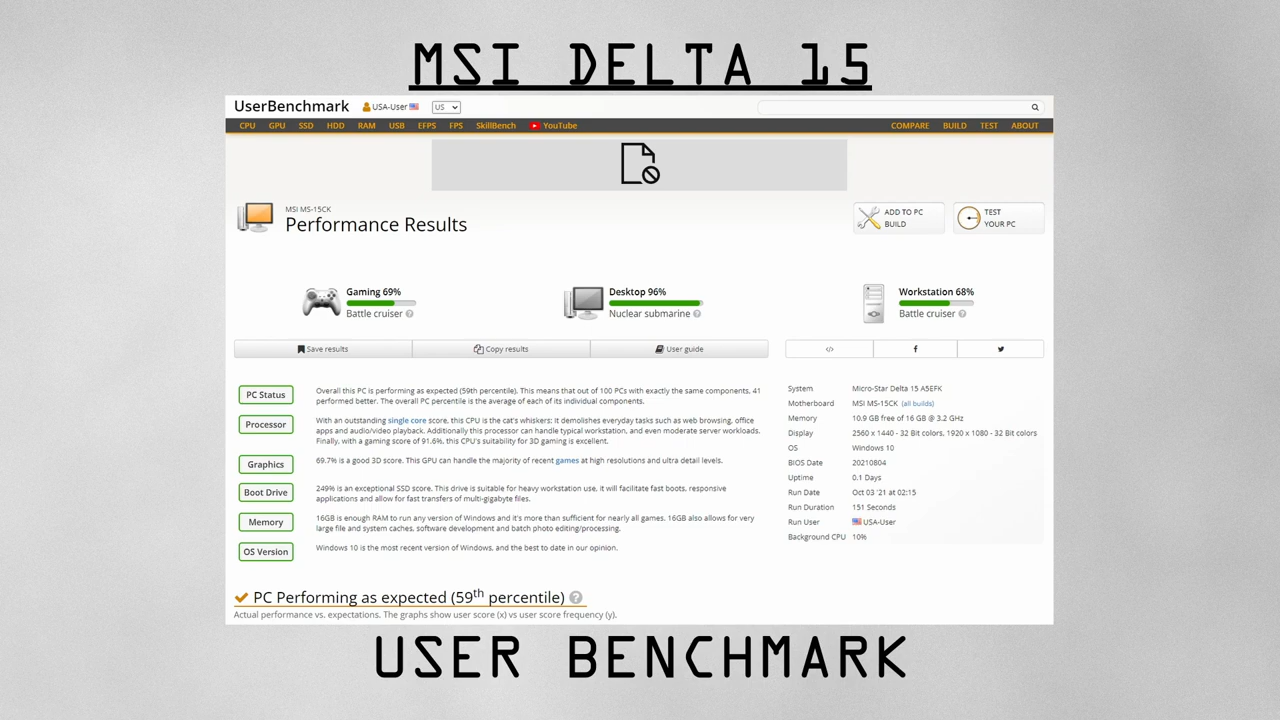 MSI DELTA 15
UserBenchmark USA-User US
CPU GPU SSD HDD RAM USB EFPS FPS SkillBench YouTube COMPARE BUILD TEST ABOUT
MSI MS-15CK
Performance Results
ADD TO PC
BUILD
TEST
YOUR PC
Gaming 69%
Battle cruiser ?
Desktop 96%
Nuclear submarine ?
Workstation 68%
Battle cruiser ?
Save results Copy results User guide </> f
PC Status
Overall this PC is performing as expected (59th percentile). This means that out of 100 PCs with exactly the same components, 41
performed better. The overall PC percentile is the average of each of its individual components.
Processor
With an outstanding single core score, this CPU is the cat's whiskers: It demolishes everyday tasks such as web browsing, office
apps and audio/video playback. Additionally this processor can handle typical workstation, and even moderate server workloads.
Finally, with a gaming score of 91.6%, this CPU's suitability for 3D gaming is excellent.
Graphics
69.7% is a good 3D score. This GPU can handle the majority of recent games at high resolutions and ultra detail levels.
Boot Drive
249% is an exceptional SSD score. This drive is suitable for heavy workstation use, it will facilitate fast boots, responsive
applications and allow for fast transfers of multi-gigabyte files.
Memory
16GB is enough RAM to run any version of Windows and it's more than sufficient for nearly all games. 16GB also allows for very
large file and system caches, software development and batch photo editing/processing.
OS Version
Windows 10 is the most recent version of Windows, and the best to date in our opinion.
System Micro-Star Delta 15 A5EFK
Motherboard MSI MS-15CK (all builds)
Memory 10.9 GB free of 16 GB @ 3.2 GHz
Display 2560 x 1440 - 32 Bit colors, 1920 x 1080 - 32 Bit colors
OS Windows 10
BIOS Date 20210804
Uptime 0.1 Days
Run Date Oct 03 '21 at 02:15
Run Duration 151 Seconds
Run User USA-User
Background CPU 10%
PC Performing as expected (59th percentile) ?
Actual performance vs. expectations. The graphs show user score (x) vs user score frequency (y).
USER BENCHMARK